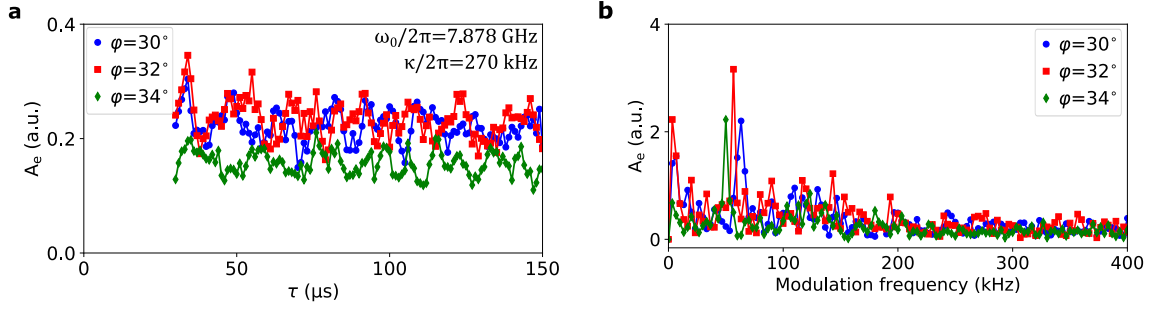 a
0.4
φ=30°
φ=32°
φ=34°
ω₀/2π=7.878 GHz
κ/2π=270 kHz
0.2
0.0
Aₑ (a.u.)
0
50
100
150
τ (μs)
b
4
φ=30°
φ=32°
φ=34°
2
0
Aₑ (a.u.)
0
100
200
300
400
Modulation frequency (kHz)